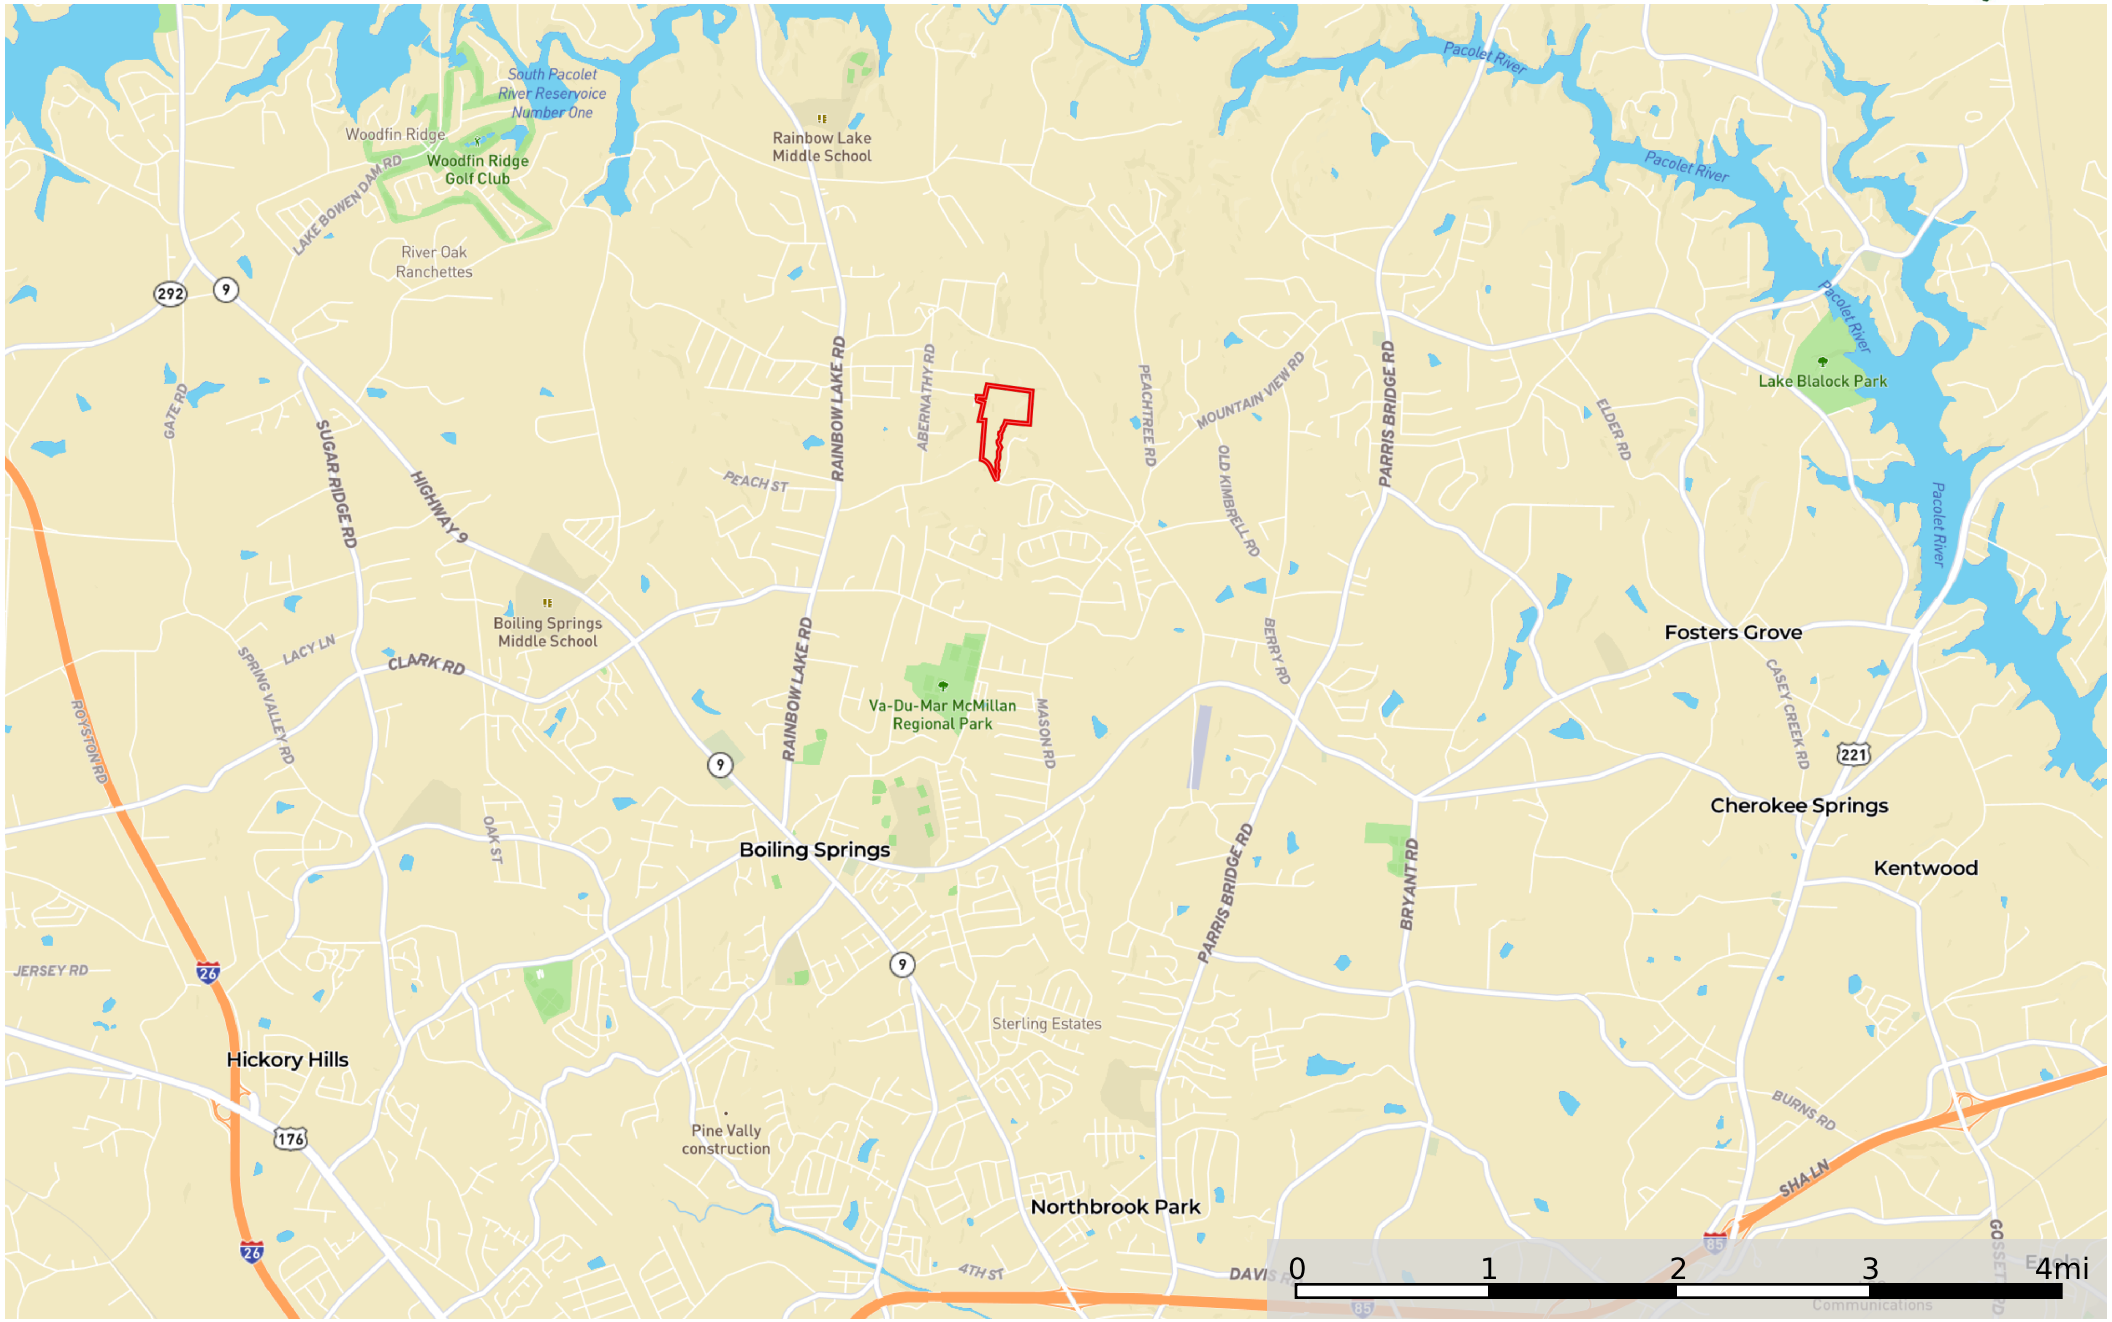 Pacolet River
South Pacolet
River Reservoice
Number One
Woodfin Ridge
Rainbow Lake
Middle School
Woodfin Ridge
Golf Club
Pacolet River
LAKE BOWEN DAM RD
River Oak
Ranchettes
292
9
Pacolet River
RAINBOW LAKE RD
ABERNATHY RD
PEACHTREE RD
MOUNTAIN VIEW RD
PARRIS BRIDGE RD
Lake Blalock Park
GATE RD
ELDER RD
SUGAR RIDGE RD
HIGHWAY 9
PEACH ST
OLD KIMBRELL RD
Pacolet River
Boiling Springs
Middle School
Fosters Grove
LACY LN
CLARK RD
SPRING VALLEY RD
RAINBOW LAKE RD
BERRY RD
CASEY CREEK RD
Va-Du-Mar McMillan
Regional Park
MASON RD
ROYSTON RD
9
221
Cherokee Springs
OAK ST
Boiling Springs
PARRIS BRIDGE RD
BRYANT RD
Kentwood
JERSEY RD
26
9
Sterling Estates
Hickory Hills
BURNS RD
176
Pine Vally
construction
SHA LN
Northbrook Park
26
85
GOSSETT RD
4TH ST
DAVIS R
0 1 2 3 4mi
85
Communications